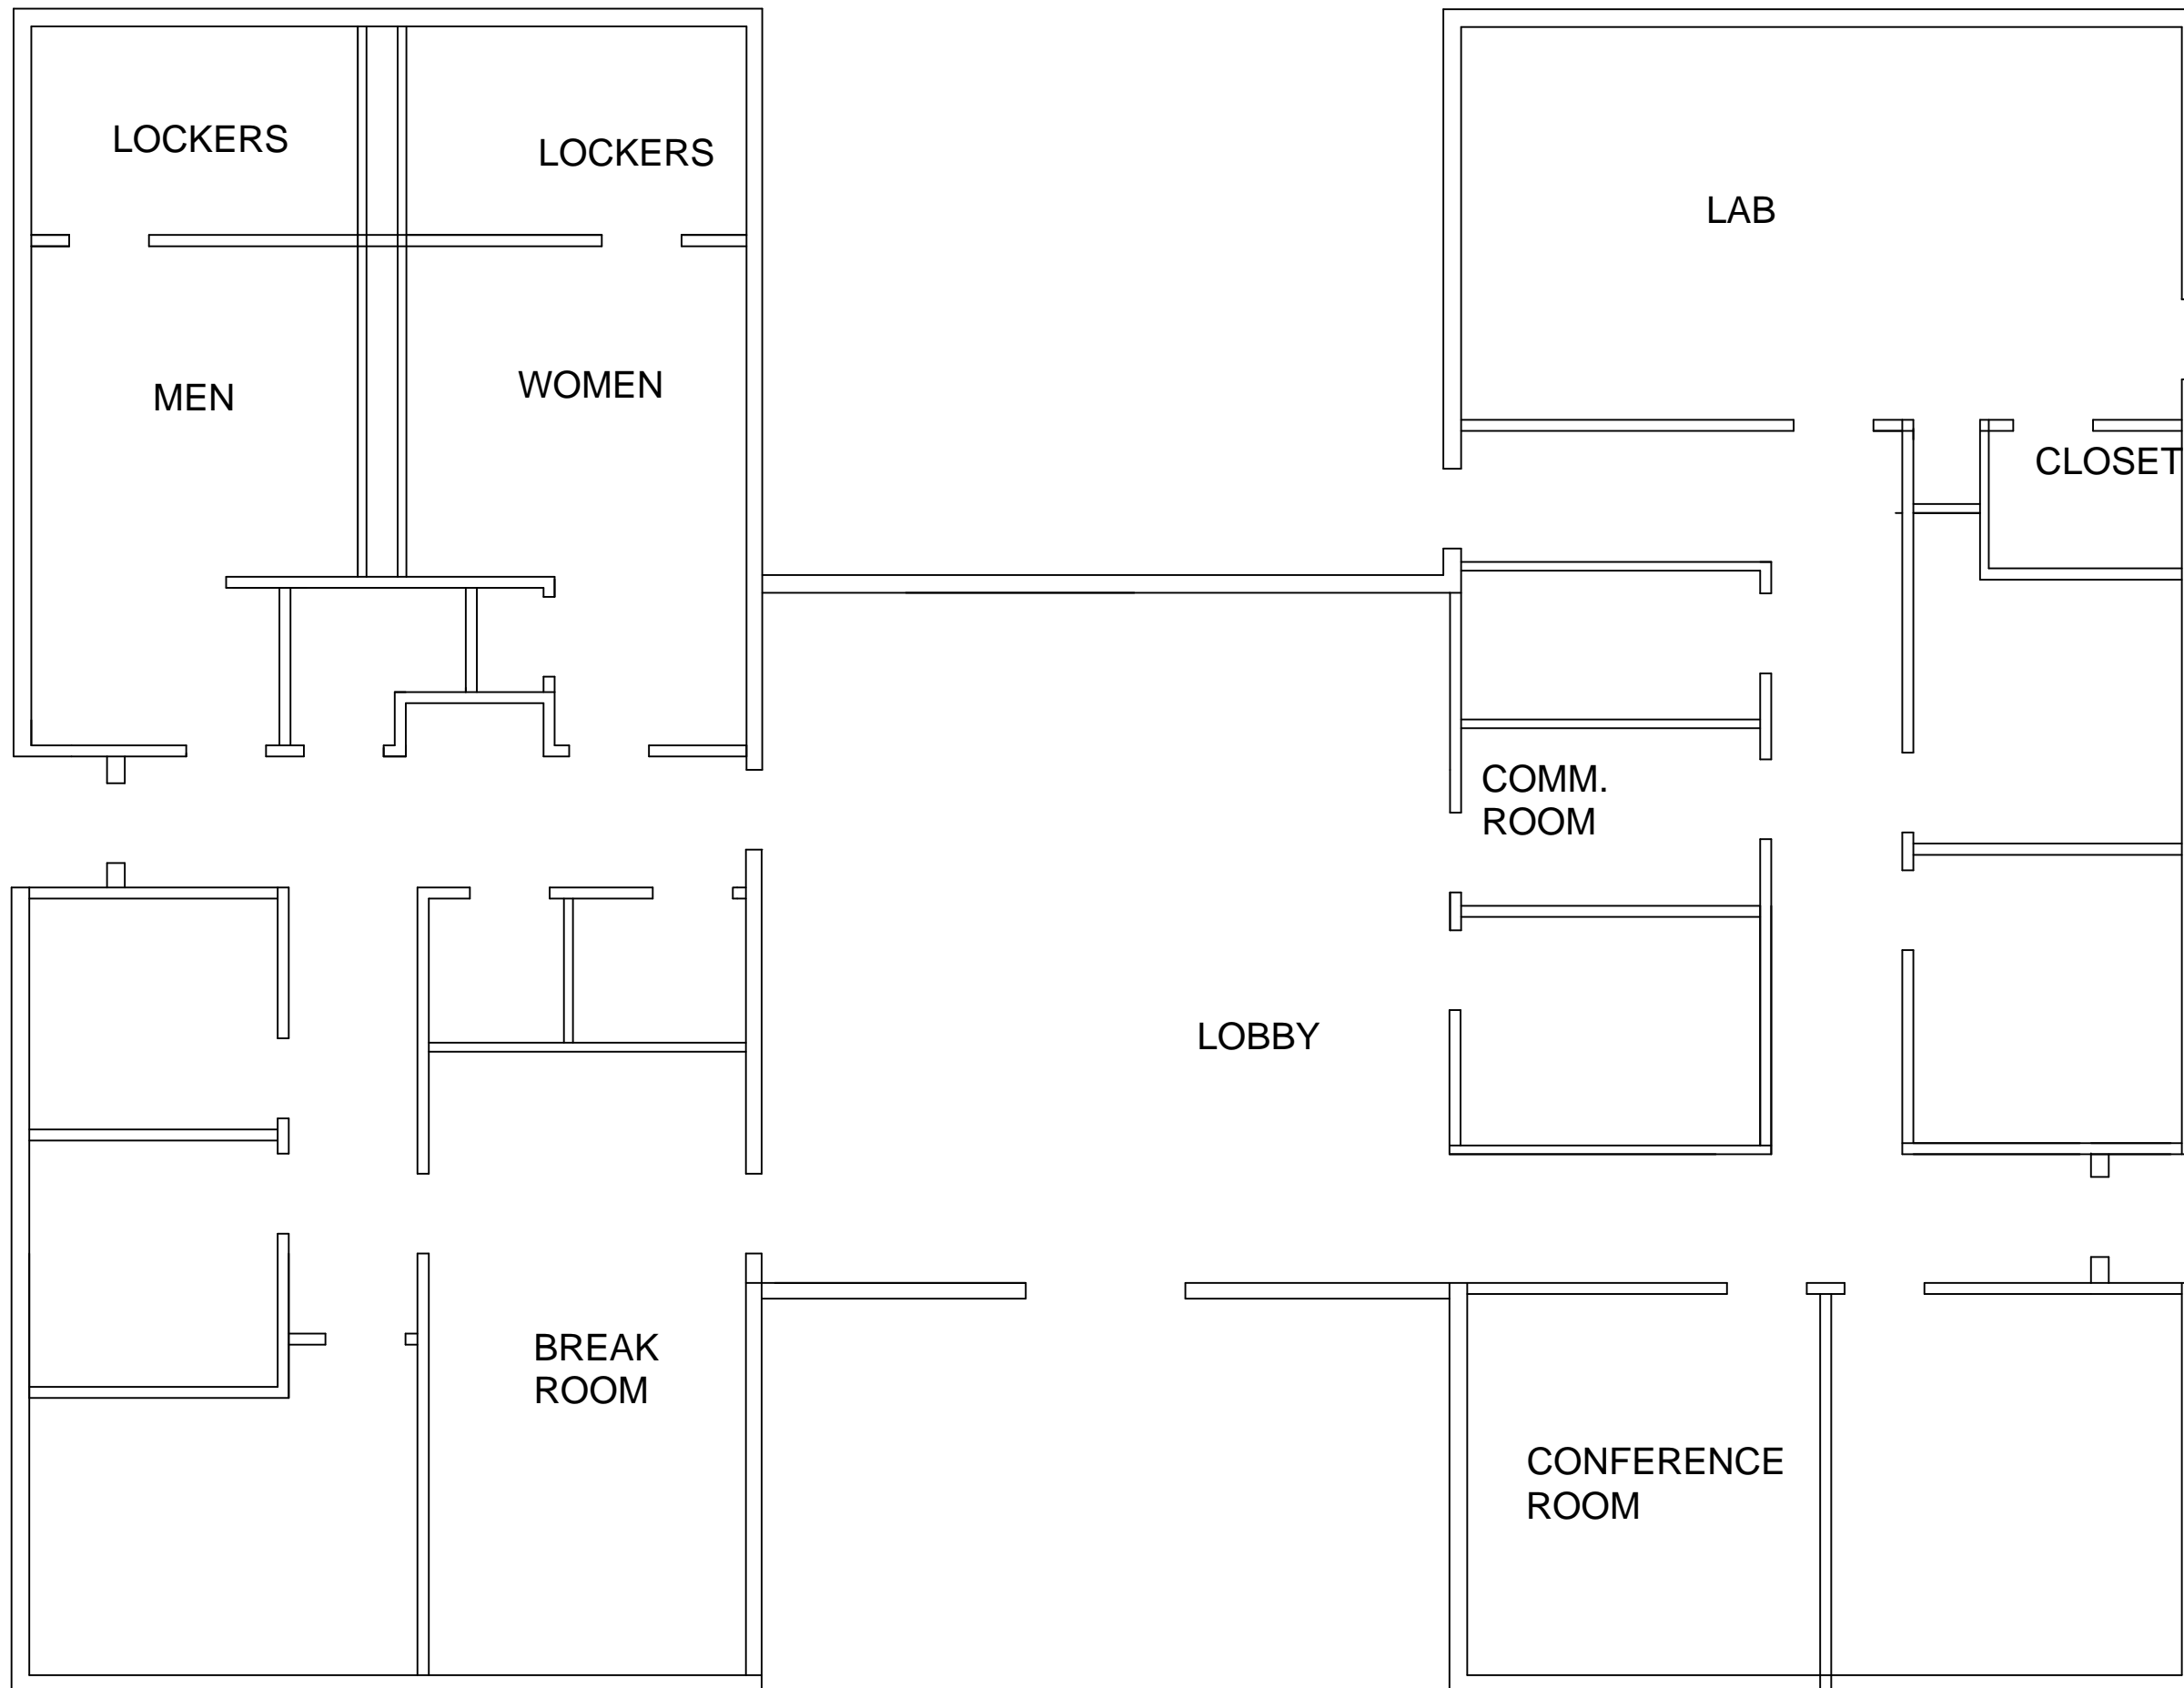 LOCKERS
LOCKERS
LAB
MEN
WOMEN
CLOSET
COMM.
ROOM
LOBBY
BREAK
ROOM
CONFERENCE
ROOM